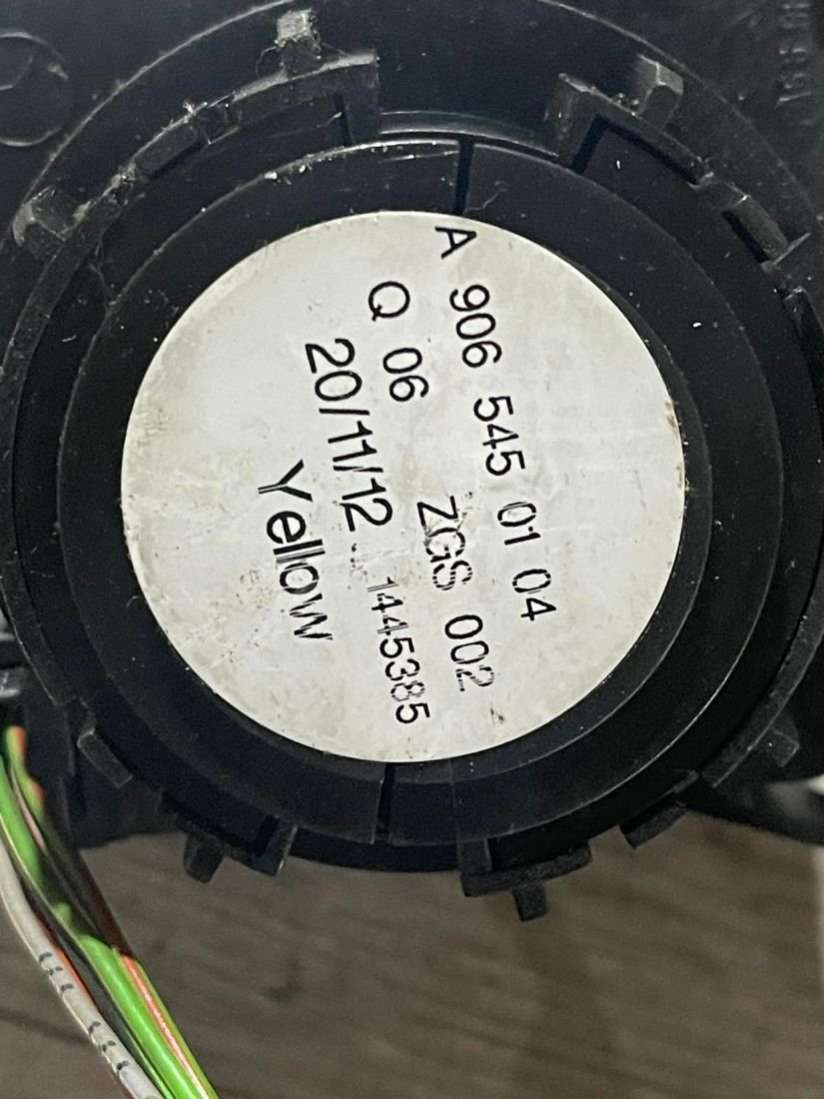 A 906 545 01 04
Q 06 ZGS 002
20/11/12 1445385
Yellow